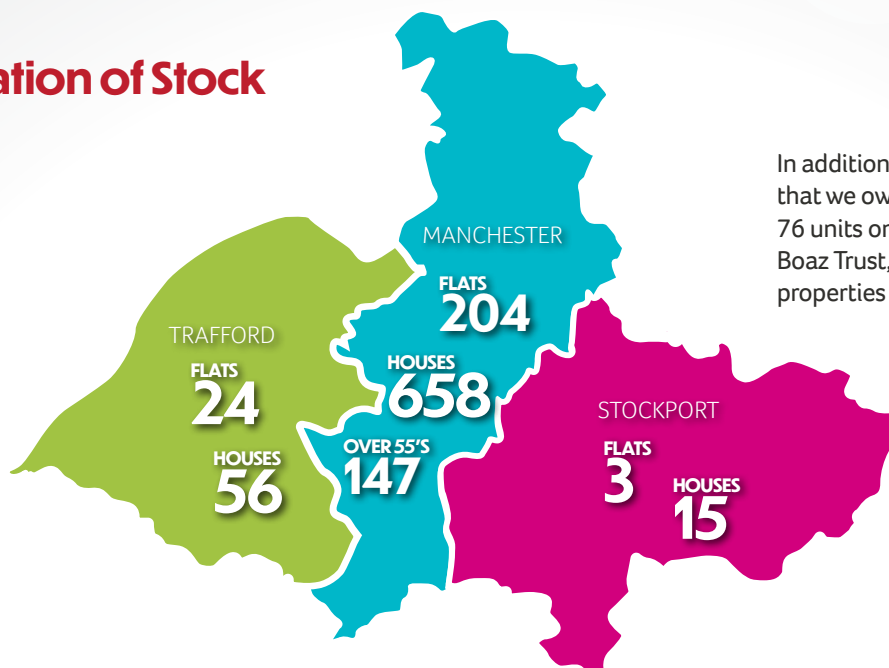 ation of Stock
In addition
that we ow
76 units or
Boaz Trust,
properties
MANCHESTER
FLATS
204
HOUSES
658
OVER 55'S
147
TRAFFORD
FLATS
24
HOUSES
56
STOCKPORT
FLATS
3
HOUSES
15